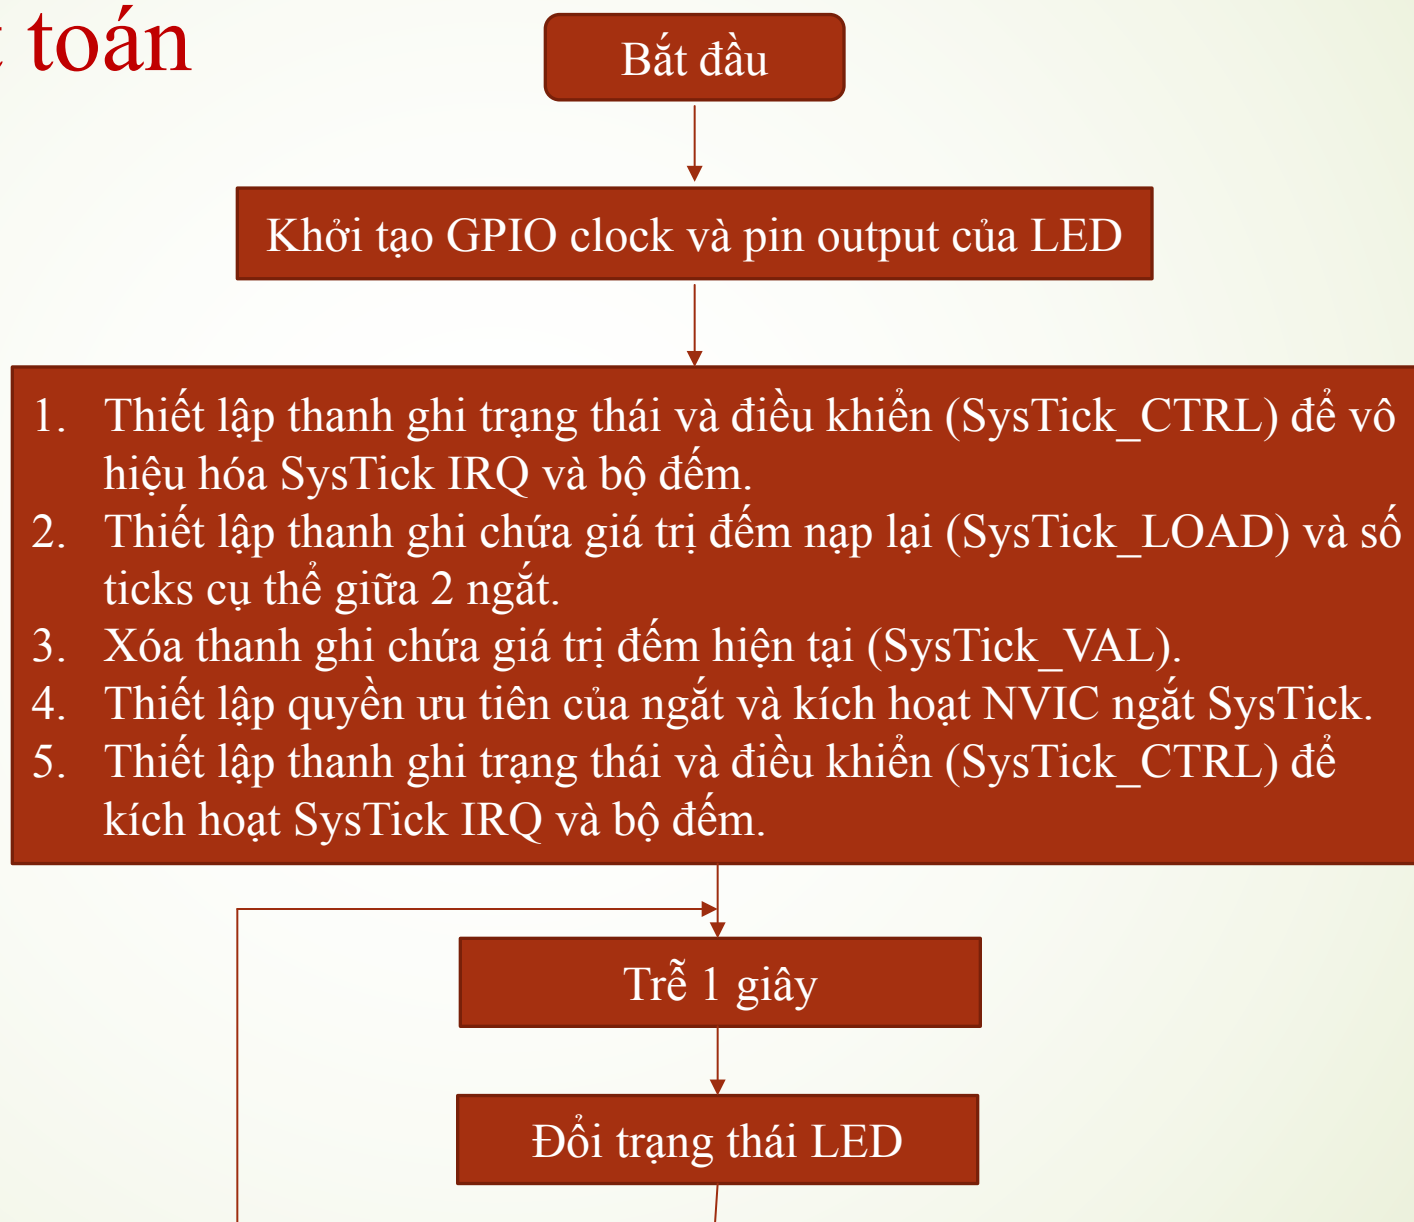 toán
Bắt đầu
Khởi tạo GPIO clock và pin output của LED
1. Thiết lập thanh ghi trạng thái và điều khiển (SysTick_CTRL) để vô
hiệu hóa SysTick IRQ và bộ đếm.
2. Thiết lập thanh ghi chứa giá trị đếm nạp lại (SysTick_LOAD) và số
ticks cụ thể giữa 2 ngắt.
3. Xóa thanh ghi chứa giá trị đếm hiện tại (SysTick_VAL).
4. Thiết lập quyền ưu tiên của ngắt và kích hoạt NVIC ngắt SysTick.
5. Thiết lập thanh ghi trạng thái và điều khiển (SysTick_CTRL) để
kích hoạt SysTick IRQ và bộ đếm.
Trễ 1 giây
Đổi trạng thái LED